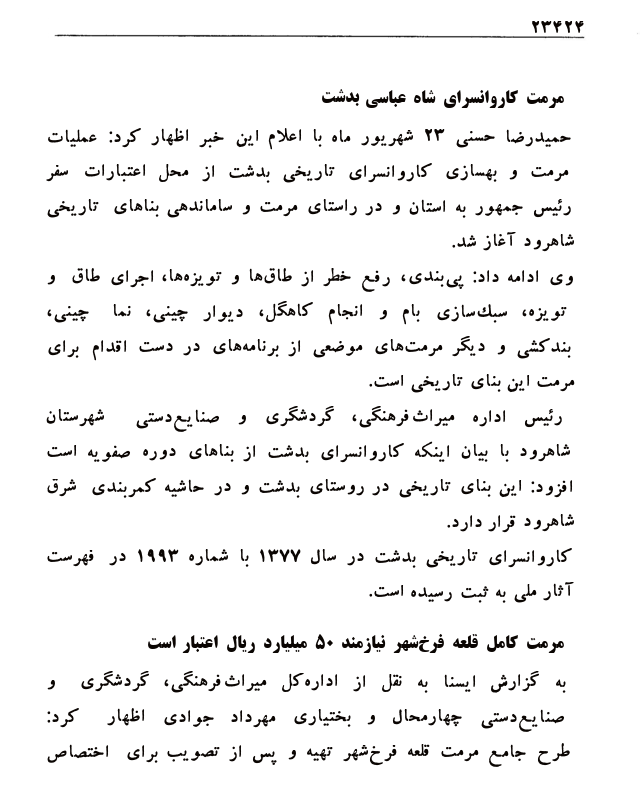 ۲۳۴۲۴
مرمت کاروانسرای شاه عباسی بدشت
حمیدرضا حسنی ۲۳ شهریور ماه با اعلام این خبر اظهار کرد: عملیات
مرمت و بهسازی کاروانسرای تاریخی بدشت از محل اعتبارات سفر
رئیس جمهور به استان و در راستای مرمت و ساماندهی بناهای تاریخی
شاهرود آغاز شد.
وی ادامه داد: پی‌بندی، رفع خطر از طاق‌ها و تویزه‌ها، اجرای طاق و
تویزه، سبك‌سازی بام و انجام کاهگل، دیوار چینی، نما چینی،
بندکشی و دیگر مرمت‌های موضعی از برنامه‌های در دست اقدام برای
مرمت این بنای تاریخی است.
رئیس اداره میراث‌فرهنگی، گردشگری و صنایع‌دستی شهرستان
شاهرود با بیان اینکه کاروانسرای بدشت از بناهای دوره صفویه است
افزود: این بنای تاریخی در روستای بدشت و در حاشیه کمربندی شرق
شاهرود قرار دارد.
کاروانسرای تاریخی بدشت در سال ۱۳۷۷ با شماره ۱۹۹۳ در فهرست
آثار ملی به ثبت رسیده است.
مرمت کامل قلعه فرخ‌شهر نیازمند ۵۰ میلیارد ریال اعتبار است
به گزارش ایسنا به نقل از اداره‌کل میراث‌فرهنگی، گردشگری و
صنایع‌دستی چهارمحال و بختیاری مهرداد جوادی اظهار کرد:
طرح جامع مرمت قلعه فرخ‌شهر تهیه و پس از تصویب برای اختصاص